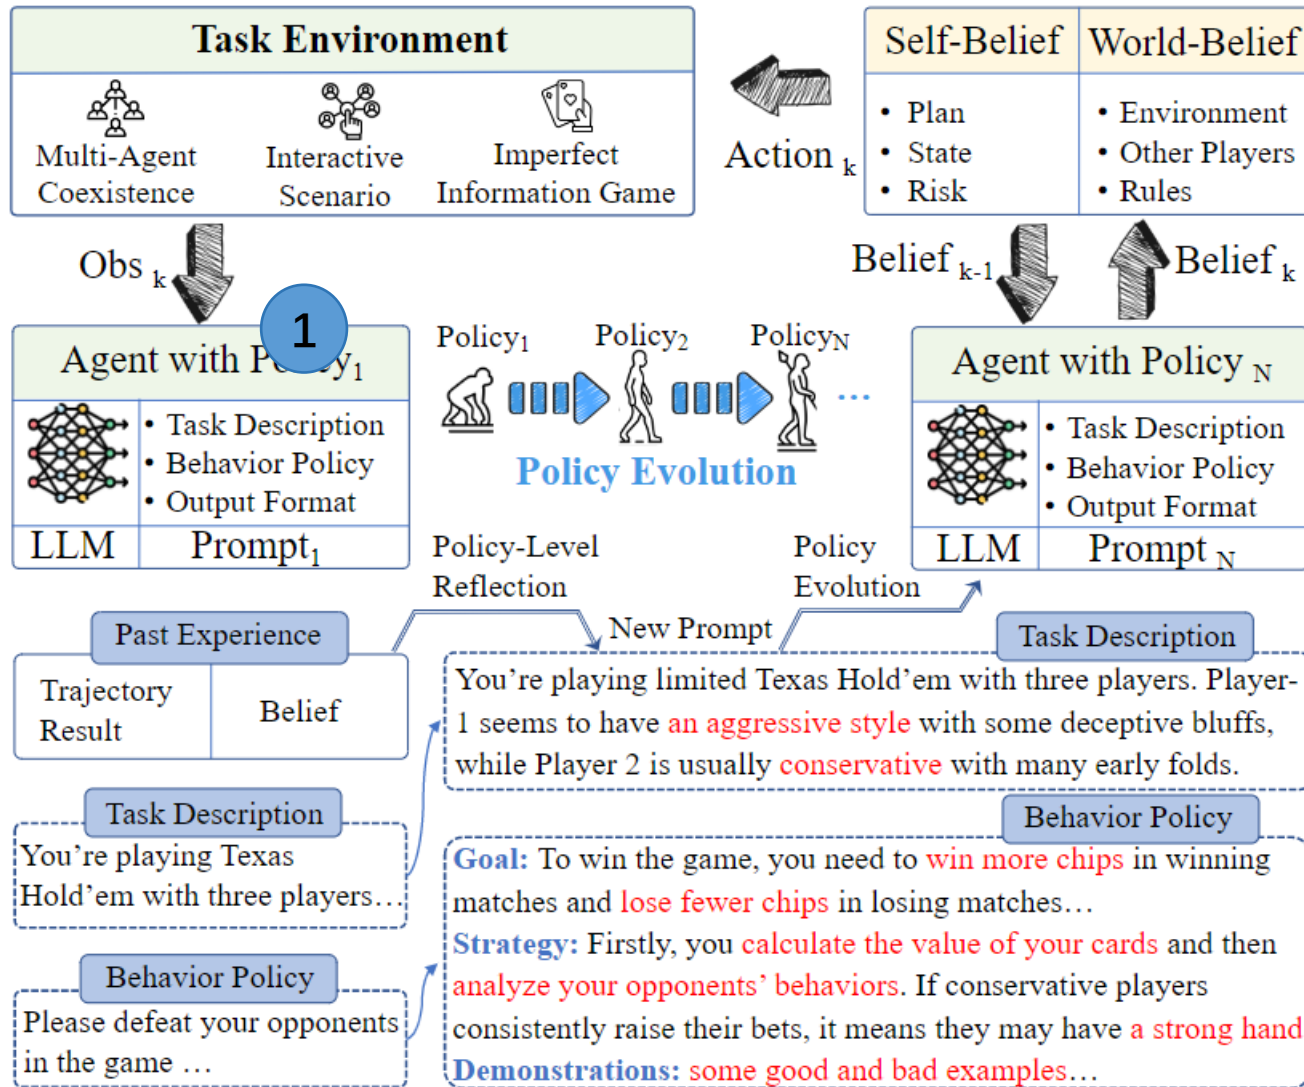 Task Environment
Multi-Agent
Coexistence
Interactive
Scenario
Imperfect
Information Game
Action k
Self-Belief
World-Belief
• Plan
• State
• Risk
• Environment
• Other Players
• Rules
Obs k
Belief k-1
Belief k
1
Agent with Policy1
• Task Description
• Behavior Policy
• Output Format
LLM
Prompt1
Policy1
Policy2
PolicyN
...
Policy Evolution
Agent with Policy N
• Task Description
• Behavior Policy
• Output Format
LLM
Prompt N
Policy-Level
Reflection
Policy
Evolution
New Prompt
Past Experience
Trajectory
Result
Belief
Task Description
You're playing Texas
Hold'em with three players…
Behavior Policy
Please defeat your opponents
in the game …
Task Description
You're playing limited Texas Hold'em with three players. Player-
1 seems to have an aggressive style with some deceptive bluffs,
while Player 2 is usually conservative with many early folds.
Behavior Policy
Goal: To win the game, you need to win more chips in winning
matches and lose fewer chips in losing matches…
Strategy: Firstly, you calculate the value of your cards and then
analyze your opponents' behaviors. If conservative players
consistently raise their bets, it means they may have a strong hand
Demonstrations: some good and bad examples…